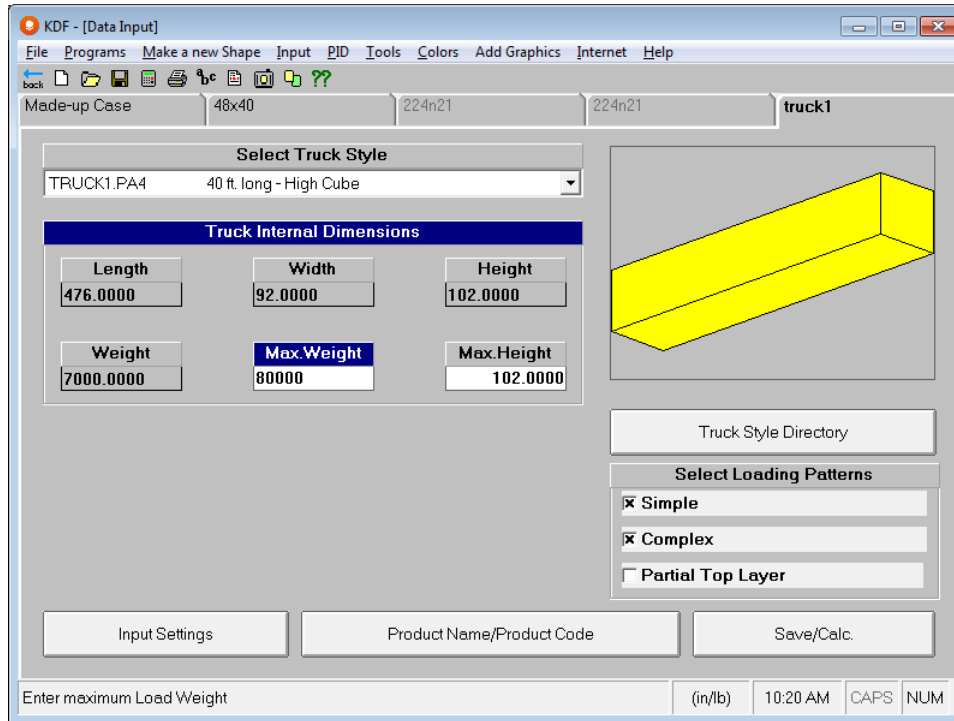 KDF - [Data Input]
File Programs Make a new Shape Input PID Tools Colors Add Graphics Internet Help
back abc ??
Made-up Case 48x40 224n21 224n21 truck1
Select Truck Style
TRUCK1.PA4 40 ft. long - High Cube
Truck Internal Dimensions
Length Width Height
476.0000 92.0000 102.0000
Weight Max.Weight Max.Height
7000.0000 80000 102.0000
Truck Style Directory
Select Loading Patterns
Simple
Complex
Partial Top Layer
Input Settings Product Name/Product Code Save/Calc.
Enter maximum Load Weight (in/lb) 10:20 AM CAPS NUM